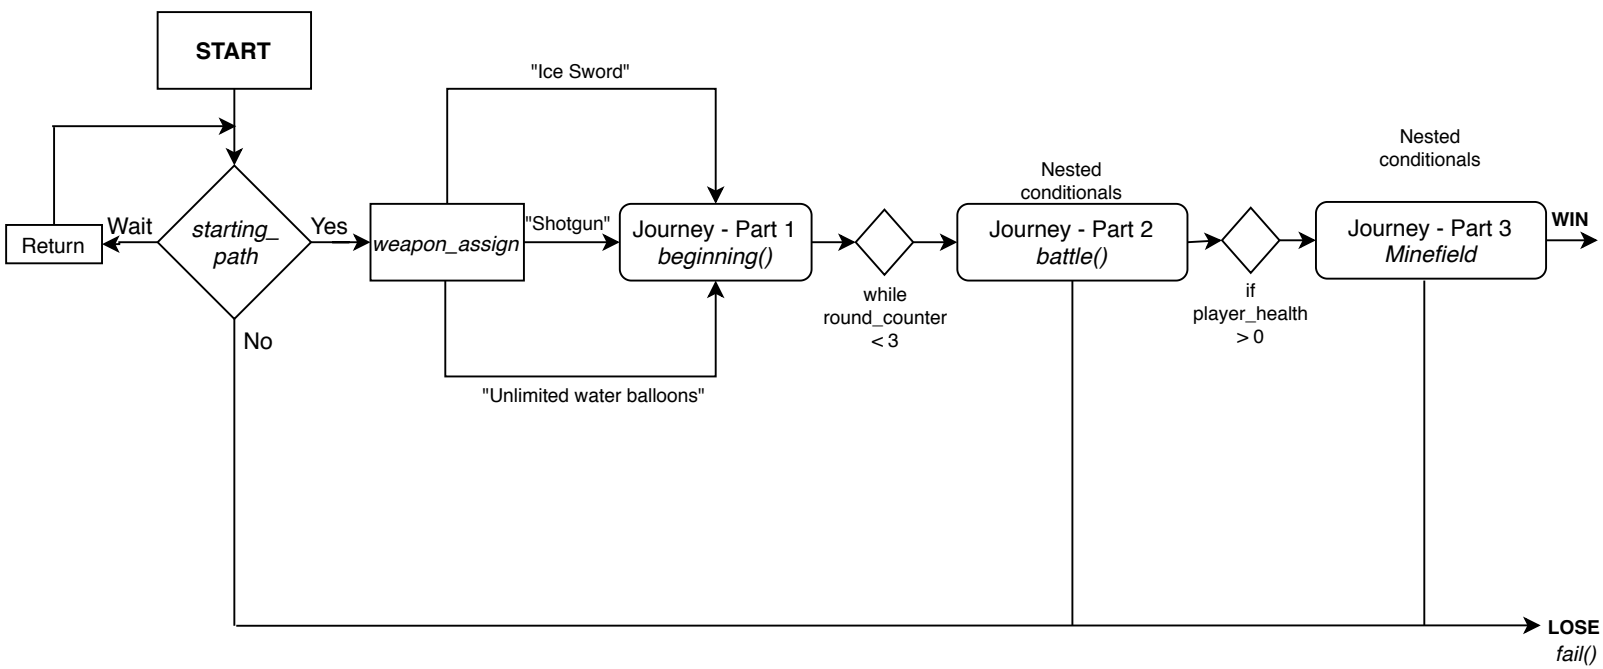 START
"Ice Sword"
Nested
conditionals
Nested
conditionals
Wait
starting_
path
Yes
Return
weapon_assign
"Shotgun"
Journey - Part 1
beginning()
Journey - Part 2
battle()
Journey - Part 3
Minefield
WIN
while
round_counter
< 3
if
player_health
> 0
No
"Unlimited water balloons"
LOSE
fail()